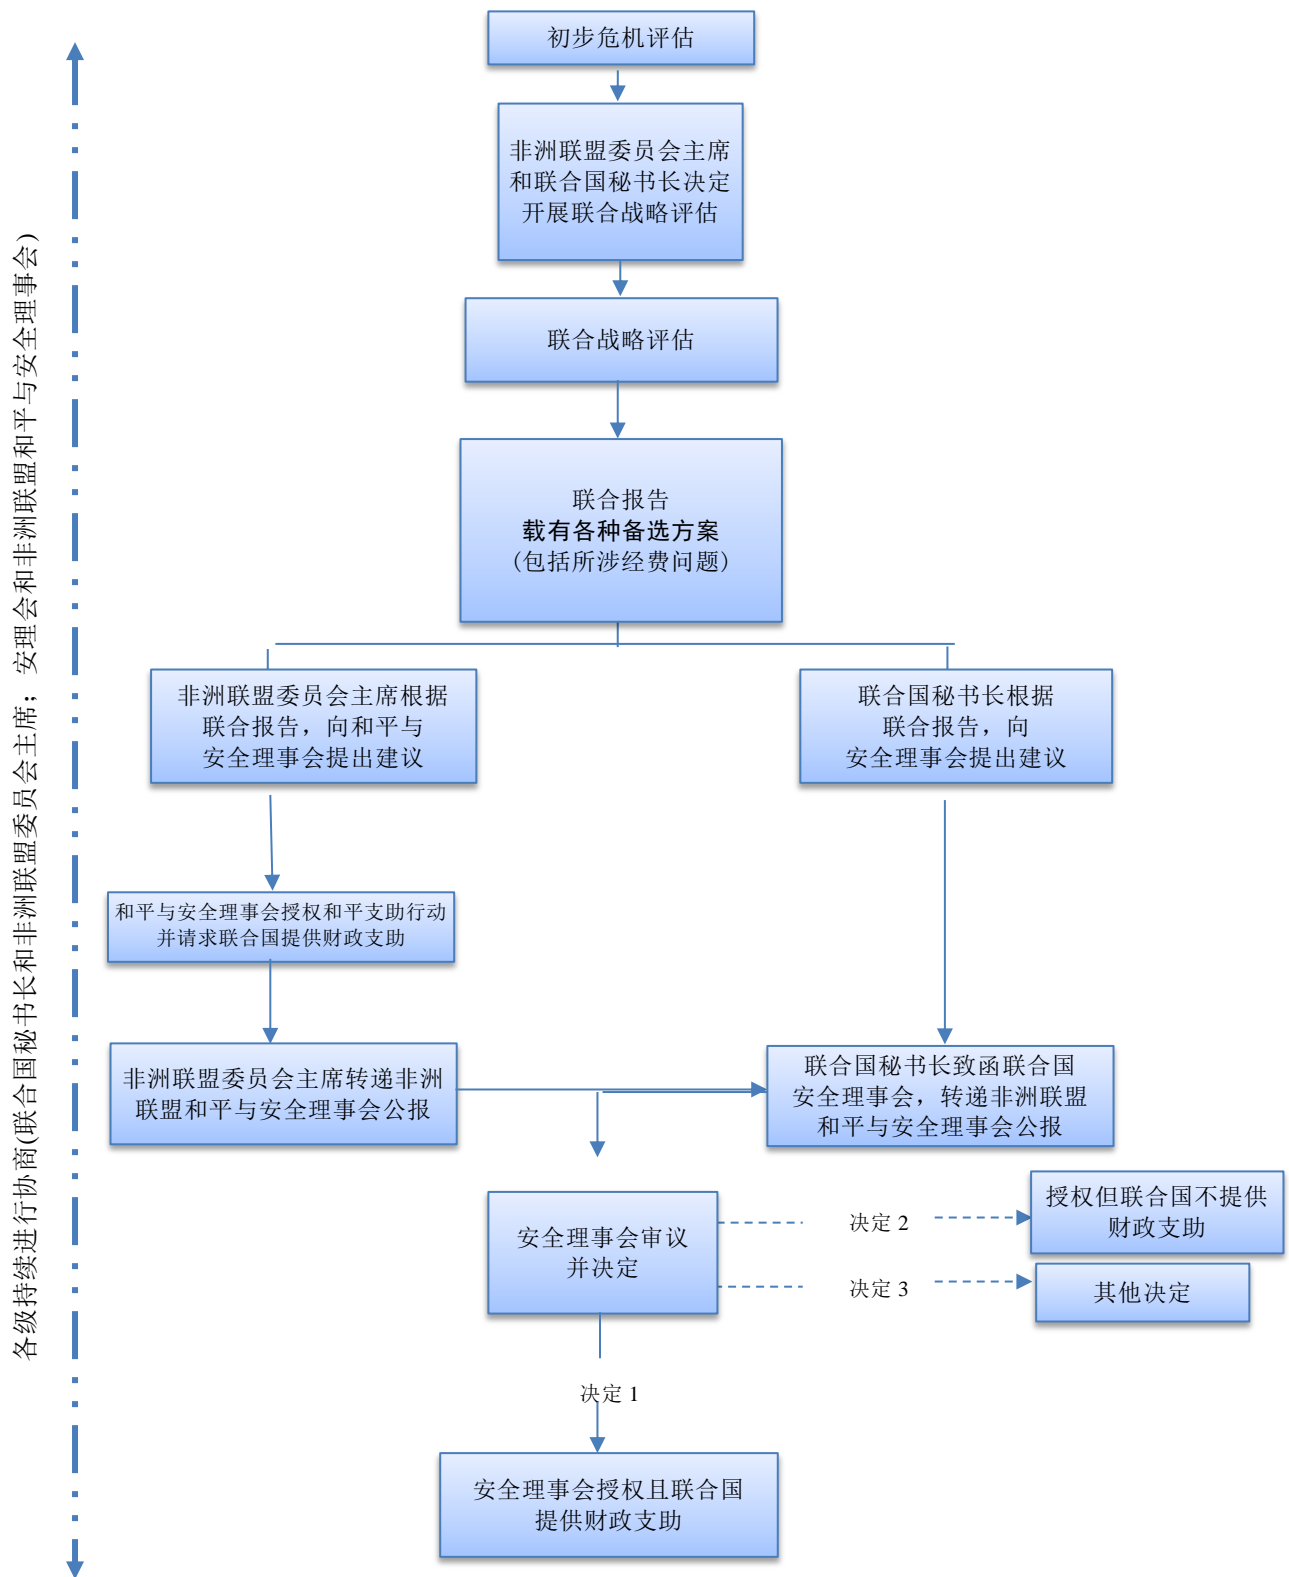 各级持续进行协商(联合国秘书长和非洲联盟委员会主席；安理会和非洲联盟和平与安全理事会)
初步危机评估
非洲联盟委员会主席
和联合国秘书长决定
开展联合战略评估
联合战略评估
联合报告
载有各种备选方案
(包括所涉经费问题)
非洲联盟委员会主席根据
联合报告，向和平与
安全理事会提出建议
联合国秘书长根据
联合报告，向
安全理事会提出建议
和平与安全理事会授权和平支助行动
并请求联合国提供财政支助
非洲联盟委员会主席转递非洲
联盟和平与安全理事会公报
联合国秘书长致函联合国
安全理事会，转递非洲联盟
和平与安全理事会公报
安全理事会审议
并决定
决定 2
授权但联合国不提供
财政支助
决定 3
其他决定
决定 1
安全理事会授权且联合国
提供财政支助